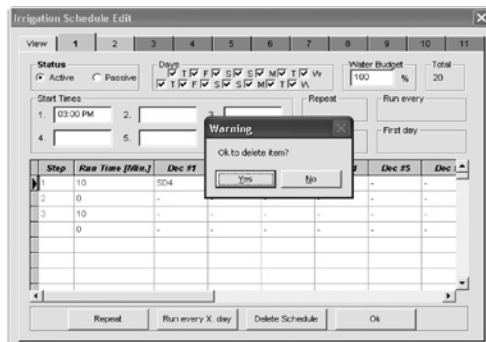 Irrigation Schedule Edit
View 1 2 3 4 5 6 7 8 9 10 11
Status Days Water Budget Total
Active Passive T F S S M T W 100 % 20
T F S S M T
Start Times Repeat Run every
1. 03:00 PM 2. 3.
First day
4. 5.
Warning
Ok to delete item?
Yes No
Step Run Time [Min.] Dec #1 Dec #5 Dec
1 10 SD4 - -
2 0 - - - - -
3 10 - - - - -
0 - - - - -
Repeat Run every X. day Delete Schedule Ok